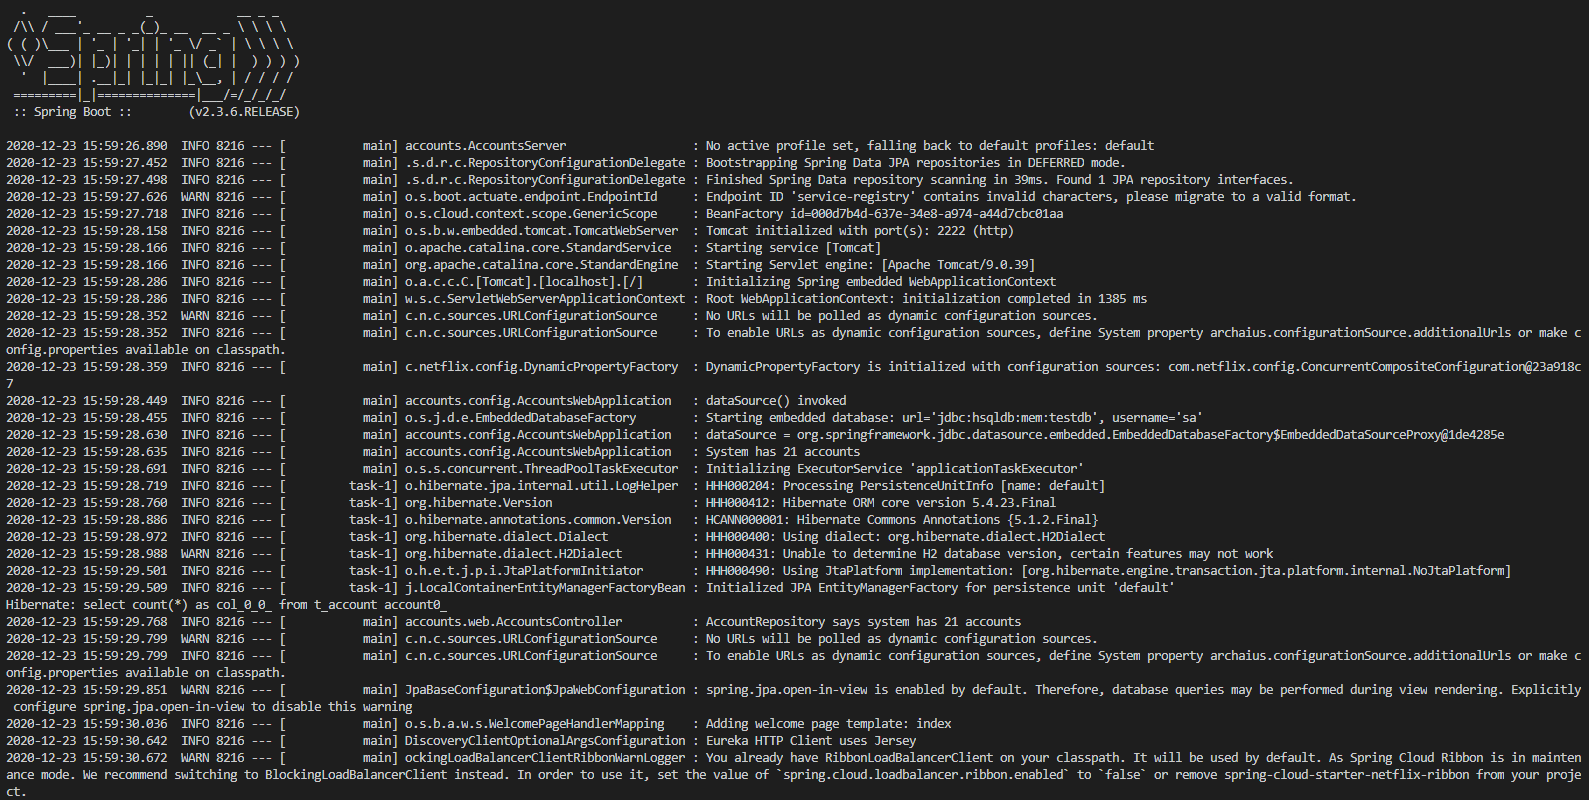 .   ____          _            __ _ _
 /\\ / ___'_ __ _ _(_)_ __  __ _ \ \ \ \
( ( )\___ | '_ | '_| | '_ \/ _` | \ \ \ \
 \\/  ___)| |_)| | | | | || (_| |  ) ) ) )
  '  |____| .__|_| |_|_| |_\__, | / / / /
 =========|_|==============|___/=/_/_/_/
 :: Spring Boot ::        (v2.3.6.RELEASE)

2020-12-23 15:59:26.890  INFO 8216 --- [           main] accounts.AccountsServer                  : No active profile set, falling back to default profiles: default
2020-12-23 15:59:27.452  INFO 8216 --- [           main] .s.d.r.c.RepositoryConfigurationDelegate : Bootstrapping Spring Data JPA repositories in DEFERRED mode.
2020-12-23 15:59:27.498  INFO 8216 --- [           main] .s.d.r.c.RepositoryConfigurationDelegate : Finished Spring Data repository scanning in 39ms. Found 1 JPA repository interfaces.
2020-12-23 15:59:27.626  WARN 8216 --- [           main] o.s.boot.actuate.endpoint.EndpointId     : Endpoint ID 'service-registry' contains invalid characters, please migrate to a valid format.
2020-12-23 15:59:27.718  INFO 8216 --- [           main] o.s.cloud.context.scope.GenericScope     : BeanFactory id=000d7b4d-637e-34e8-a974-a44d7cbc01aa
2020-12-23 15:59:28.158  INFO 8216 --- [           main] o.s.b.w.embedded.tomcat.TomcatWebServer  : Tomcat initialized with port(s): 2222 (http)
2020-12-23 15:59:28.166  INFO 8216 --- [           main] o.apache.catalina.core.StandardService   : Starting service [Tomcat]
2020-12-23 15:59:28.166  INFO 8216 --- [           main] org.apache.catalina.core.StandardEngine  : Starting Servlet engine: [Apache Tomcat/9.0.39]
2020-12-23 15:59:28.286  INFO 8216 --- [           main] o.a.c.c.C.[Tomcat].[localhost].[/]       : Initializing Spring embedded WebApplicationContext
2020-12-23 15:59:28.286  INFO 8216 --- [           main] w.s.c.ServletWebServerApplicationContext : Root WebApplicationContext: initialization completed in 1385 ms
2020-12-23 15:59:28.352  WARN 8216 --- [           main] c.n.c.sources.URLConfigurationSource     : No URLs will be polled as dynamic configuration sources.
2020-12-23 15:59:28.352  INFO 8216 --- [           main] c.n.c.sources.URLConfigurationSource     : To enable URLs as dynamic configuration sources, define System property archaius.configurationSource.additionalUrls or make c
onfig.properties available on classpath.
2020-12-23 15:59:28.359  INFO 8216 --- [           main] c.netflix.config.DynamicPropertyFactory  : DynamicPropertyFactory is initialized with configuration sources: com.netflix.config.ConcurrentCompositeConfiguration@23a918c
7
2020-12-23 15:59:28.449  INFO 8216 --- [           main] accounts.config.AccountsWebApplication   : dataSource() invoked
2020-12-23 15:59:28.455  INFO 8216 --- [           main] o.s.j.d.e.EmbeddedDatabaseFactory        : Starting embedded database: url='jdbc:hsqldb:mem:testdb', username='sa'
2020-12-23 15:59:28.630  INFO 8216 --- [           main] accounts.config.AccountsWebApplication   : dataSource = org.springframework.jdbc.datasource.embedded.EmbeddedDatabaseFactory$EmbeddedDataSourceProxy@1de4285e
2020-12-23 15:59:28.635  INFO 8216 --- [           main] accounts.config.AccountsWebApplication   : System has 21 accounts
2020-12-23 15:59:28.691  INFO 8216 --- [           main] o.s.s.concurrent.ThreadPoolTaskExecutor  : Initializing ExecutorService 'applicationTaskExecutor'
2020-12-23 15:59:28.719  INFO 8216 --- [         task-1] o.hibernate.jpa.internal.util.LogHelper  : HHH000204: Processing PersistenceUnitInfo [name: default]
2020-12-23 15:59:28.760  INFO 8216 --- [         task-1] org.hibernate.Version                    : HHH000412: Hibernate ORM core version 5.4.23.Final
2020-12-23 15:59:28.886  INFO 8216 --- [         task-1] o.hibernate.annotations.common.Version   : HCANN000001: Hibernate Commons Annotations {5.1.2.Final}
2020-12-23 15:59:28.972  INFO 8216 --- [         task-1] org.hibernate.dialect.Dialect            : HHH000400: Using dialect: org.hibernate.dialect.H2Dialect
2020-12-23 15:59:28.988  WARN 8216 --- [         task-1] org.hibernate.dialect.H2Dialect          : HHH000431: Unable to determine H2 database version, certain features may not work
2020-12-23 15:59:29.501  INFO 8216 --- [         task-1] o.h.e.t.j.p.i.JtaPlatformInitiator       : HHH000490: Using JtaPlatform implementation: [org.hibernate.engine.transaction.jta.platform.internal.NoJtaPlatform]
2020-12-23 15:59:29.509  INFO 8216 --- [         task-1] j.LocalContainerEntityManagerFactoryBean : Initialized JPA EntityManagerFactory for persistence unit 'default'
Hibernate: select count(*) as col_0_0_ from t_account account0_
2020-12-23 15:59:29.768  INFO 8216 --- [           main] accounts.web.AccountsController          : AccountRepository says system has 21 accounts
2020-12-23 15:59:29.799  WARN 8216 --- [           main] c.n.c.sources.URLConfigurationSource     : No URLs will be polled as dynamic configuration sources.
2020-12-23 15:59:29.799  INFO 8216 --- [           main] c.n.c.sources.URLConfigurationSource     : To enable URLs as dynamic configuration sources, define System property archaius.configurationSource.additionalUrls or make c
onfig.properties available on classpath.
2020-12-23 15:59:29.851  WARN 8216 --- [           main] JpaBaseConfiguration$JpaWebConfiguration : spring.jpa.open-in-view is enabled by default. Therefore, database queries may be performed during view rendering. Explicitly
 configure spring.jpa.open-in-view to disable this warning
2020-12-23 15:59:30.036  INFO 8216 --- [           main] o.s.b.a.w.s.WelcomePageHandlerMapping    : Adding welcome page template: index
2020-12-23 15:59:30.642  INFO 8216 --- [           main] DiscoveryClientOptionalArgsConfiguration : Eureka HTTP Client uses Jersey
2020-12-23 15:59:30.672  WARN 8216 --- [           main] ockingLoadBalancerClientRibbonWarnLogger : You already have RibbonLoadBalancerClient on your classpath. It will be used by default. As Spring Cloud Ribbon is in mainten
ance mode. We recommend switching to BlockingLoadBalancerClient instead. In order to use it, set the value of `spring.cloud.loadbalancer.ribbon.enabled` to `false` or remove spring-cloud-starter-netflix-ribbon from your proje
ct.